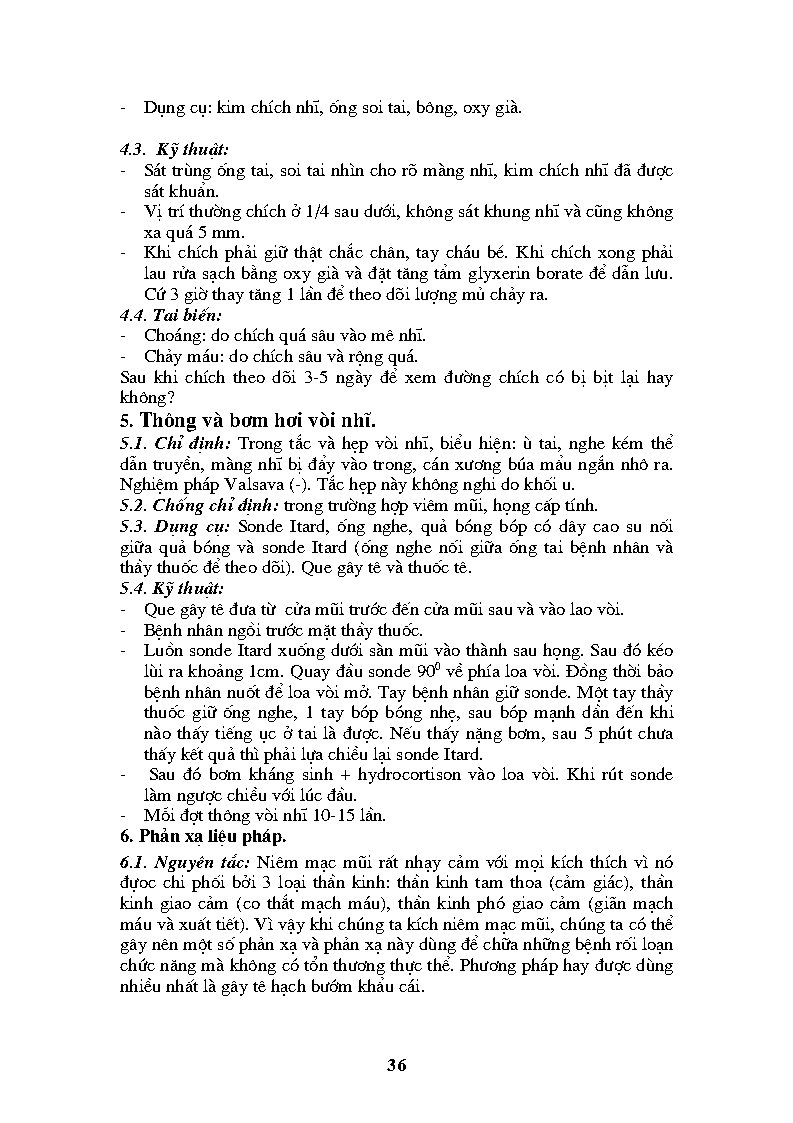 - Dụng cụ: kim chích nhĩ, ống soi tai, bông, oxy già.
4.3. Kỹ thuật:
- Sát trùng ống tai, soi tai nhìn cho rõ màng nhĩ, kim chích nhĩ đã được
sát khuẩn.
- Vị trí thường chích ở 1/4 sau dưới, không sát khung nhĩ và cũng không
xa quá 5 mm.
- Khi chích phải giữ thật chắc chân, tay cháu bé. Khi chích xong phải
lau rửa sạch bằng oxy già và đặt tăng tẩm glyxerin borate để dẫn lưu.
Cứ 3 giờ thay tăng 1 lần để theo dõi lượng mủ chảy ra.
4.4. Tai biến:
- Choáng: do chích quá sâu vào mê nhĩ.
- Chảy máu: do chích sâu và rộng quá.
Sau khi chích theo dõi 3-5 ngày để xem đường chích có bị bịt lại hay
không?
5. Thông và bơm hơi vòi nhĩ.
5.1. Chỉ định: Trong tắc và hẹp vòi nhĩ, biểu hiện: ù tai, nghe kém thể
dẫn truyền, màng nhĩ bị đẩy vào trong, cán xương búa mấu ngắn nhô ra.
Nghiệm pháp Valsava (-). Tắc hẹp này không nghi do khối u.
5.2. Chống chỉ định: trong trường hợp viêm mũi, họng cấp tính.
5.3. Dụng cụ: Sonde Itard, ống nghe, quả bóng bóp có dây cao su nối
giữa quả bóng và sonde Itard (ống nghe nối giữa ống tai bệnh nhân và
thầy thuốc để theo dõi). Que gây tê và thuốc tê.
5.4. Kỹ thuật:
- Que gây tê đưa từ cửa mũi trước đến cửa mũi sau và vào lao vòi.
- Bệnh nhân ngồi trước mặt thầy thuốc.
- Luồn sonde Itard xuống dưới sàn mũi vào thành sau họng. Sau đó kéo
lùi ra khoảng 1cm. Quay đầu sonde 90⁰ về phía loa vòi. Đồng thời bảo
bệnh nhân nuốt để loa vòi mở. Tay bệnh nhân giữ sonde. Một tay thầy
thuốc giữ ống nghe, 1 tay bóp bóng nhẹ, sau bóp mạnh dần đến khi
nào thấy tiếng ục ở tai là được. Nếu thấy nặng bơm, sau 5 phút chưa
thấy kết quả thì phải lựa chiều lại sonde Itard.
- Sau đó bơm kháng sinh + hydrocortison vào loa vòi. Khi rút sonde
làm ngược chiều với lúc đầu.
- Mỗi đợt thông vòi nhĩ 10-15 lần.
6. Phản xạ liệu pháp.
6.1. Nguyên tắc: Niêm mạc mũi rất nhạy cảm với mọi kích thích vì nó
đựoc chi phối bởi 3 loại thần kinh: thần kinh tam thoa (cảm giác), thần
kinh giao cảm (co thắt mạch máu), thần kinh phó giao cảm (giãn mạch
máu và xuất tiết). Vì vậy khi chúng ta kích niêm mạc mũi, chúng ta có thể
gây nên một số phản xạ và phản xạ này dùng để chữa những bệnh rối loạn
chức năng mà không có tổn thương thực thể. Phương pháp hay được dùng
nhiều nhất là gây tê hạch bướm khẩu cái.
36